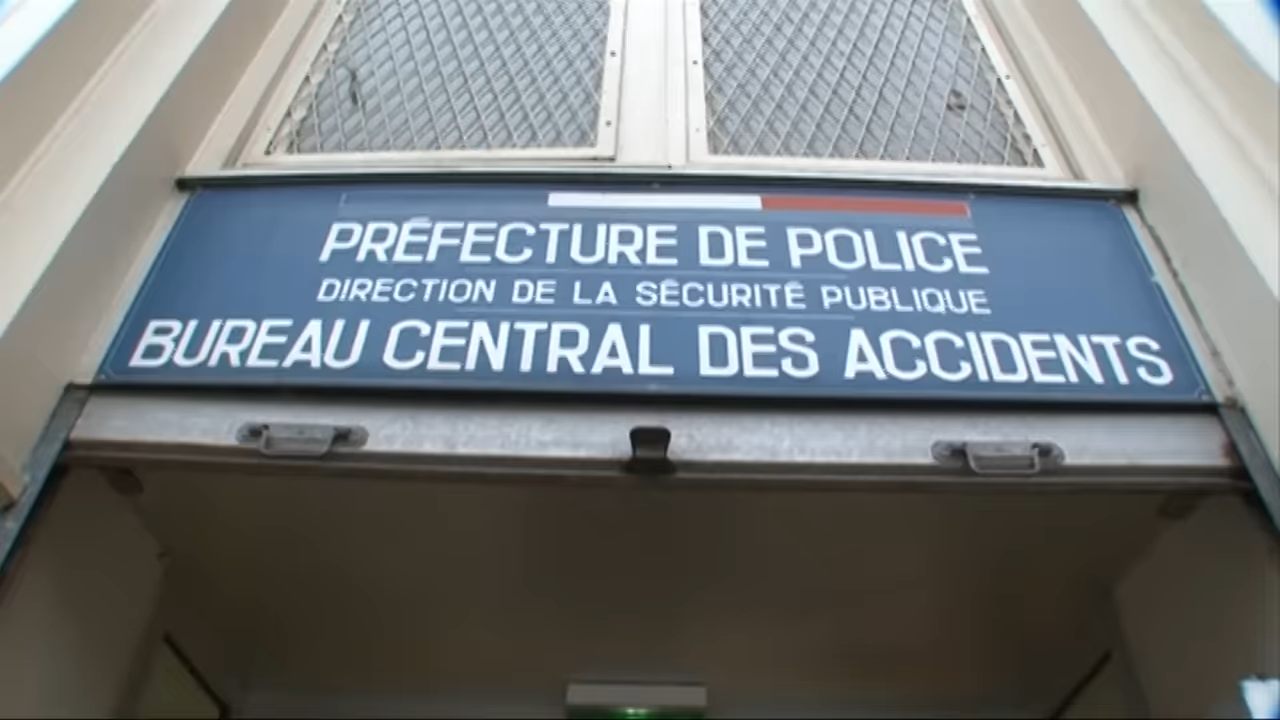 PRÉFECTURE DE POLICE
DIRECTION DE LA SÉCURITÉ PUBLIQUE
BUREAU CENTRAL DES ACCIDENTS